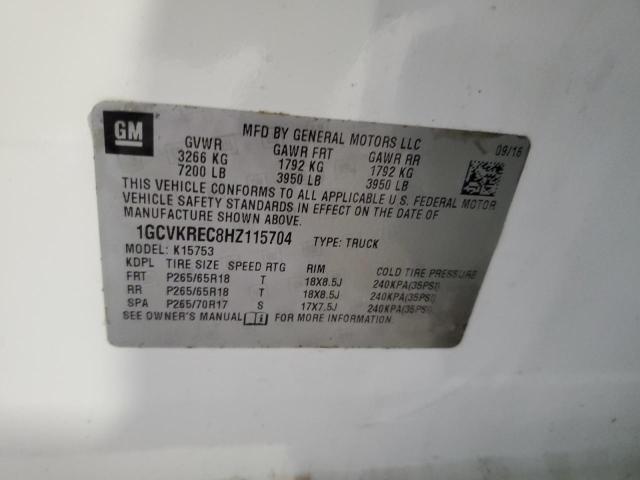 GM
MFD BY GENERAL MOTORS LLC
09/16
GVWR GAWR FRT GAWR RR
3266 KG 1792 KG 1792 KG
7200 LB 3950 LB 3950 LB
THIS VEHICLE CONFORMS TO ALL APPLICABLE U.S. FEDERAL MOTOR
VEHICLE SAFETY STANDARDS IN EFFECT ON THE DATE OF
MANUFACTURE SHOWN ABOVE.
1GCVKREC8HZ115704 TYPE: TRUCK
MODEL: K15753
KDPL TIRE SIZE SPEED RTG RIM COLD TIRE PRESSURE
FRT P265/65R18 T 18X8.5J 240KPA(35PSI)
RR P265/65R18 T 18X8.5J 240KPA(35PSI)
SPA P265/70R17 S 17X7.5J 240KPA(35PSI)
SEE OWNER'S MANUAL FOR MORE INFORMATION.